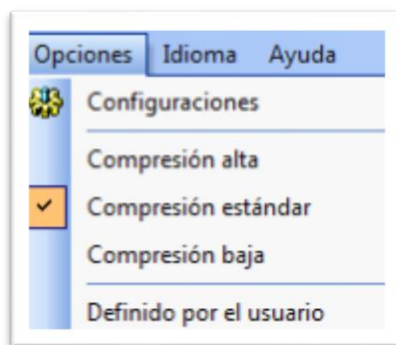 Opciones Idioma Ayuda
Configuraciones
Compresión alta
Compresión estándar
Compresión baja
Definido por el usuario